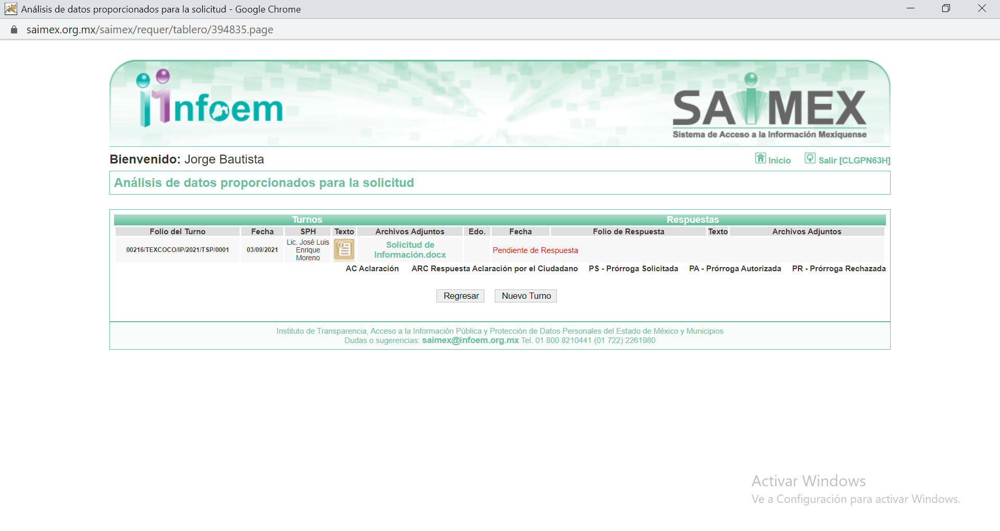 Análisis de datos proporcionados para la solicitud - Google Chrome
saimex.org.mx/saimex/requer/tablero/394835.page
infoem
SAIMEX
Sistema de Acceso a la Información Mexiquense
Bienvenido: Jorge Bautista
Inicio Salir [CLGPN63H]
Análisis de datos proporcionados para la solicitud
Turnos Respuestas
Folio del Turno Fecha SPH Texto Archivos Adjuntos Edo. Fecha Folio de Respuesta Texto Archivos Adjuntos
00216/TEXCOCO/IP/2021/TSP/0001 03/09/2021 Lic. José Luis Enrique Moreno Solicitud de Información.docx Pendiente de Respuesta
AC Aclaración ARC Respuesta Aclaración por el Ciudadano PS - Prórroga Solicitada PA - Prórroga Autorizada PR - Prórroga Rechazada
Regresar Nuevo Turno
Instituto de Transparencia, Acceso a la Información Pública y Protección de Datos Personales del Estado de México y Municipios
Dudas o sugerencias: saimex@infoem.org.mx Tel. 01 800 8210441 (01 722) 2261980
Activar Windows
Ve a Configuración para activar Windows.